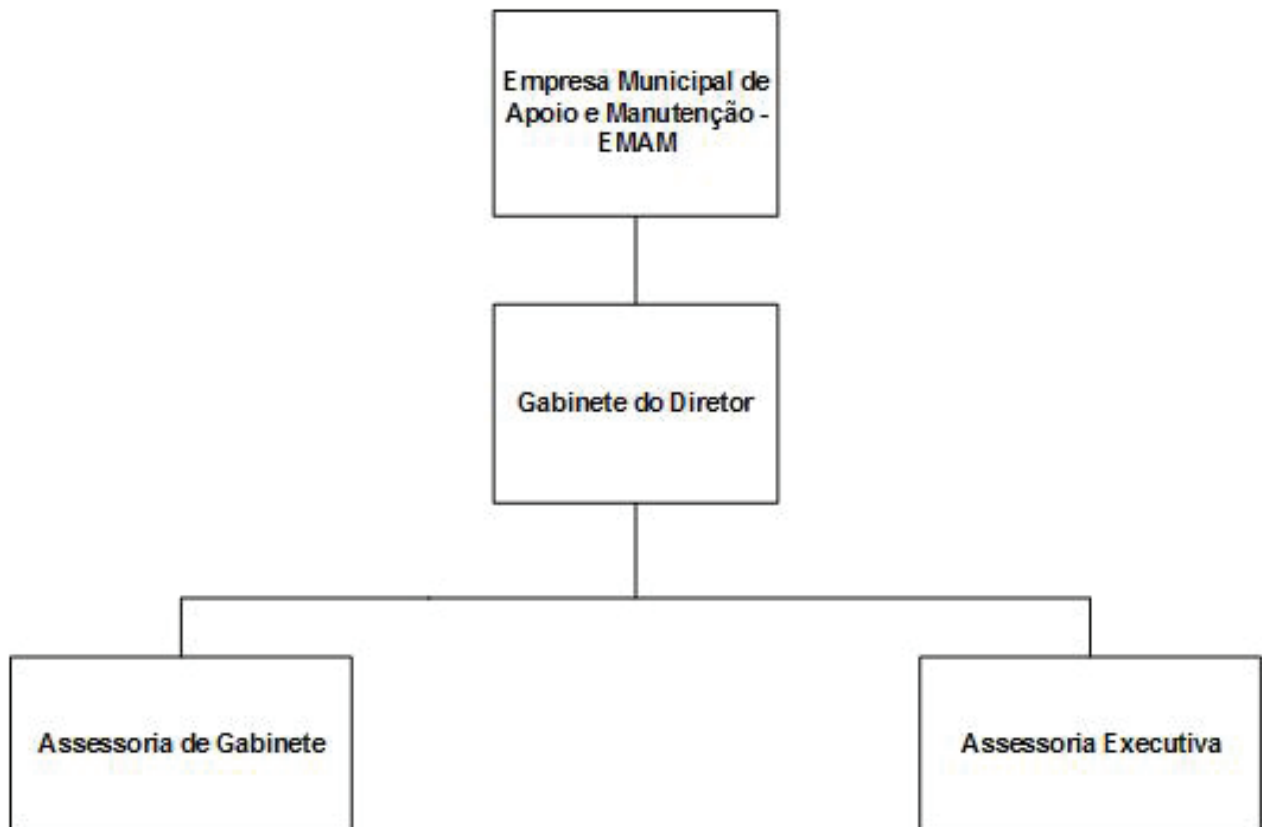 Empresa Municipal de
Apoio e Manutenção -
EMAM
Gabinete do Diretor
Assessoria de Gabinete
Assessoria Executiva